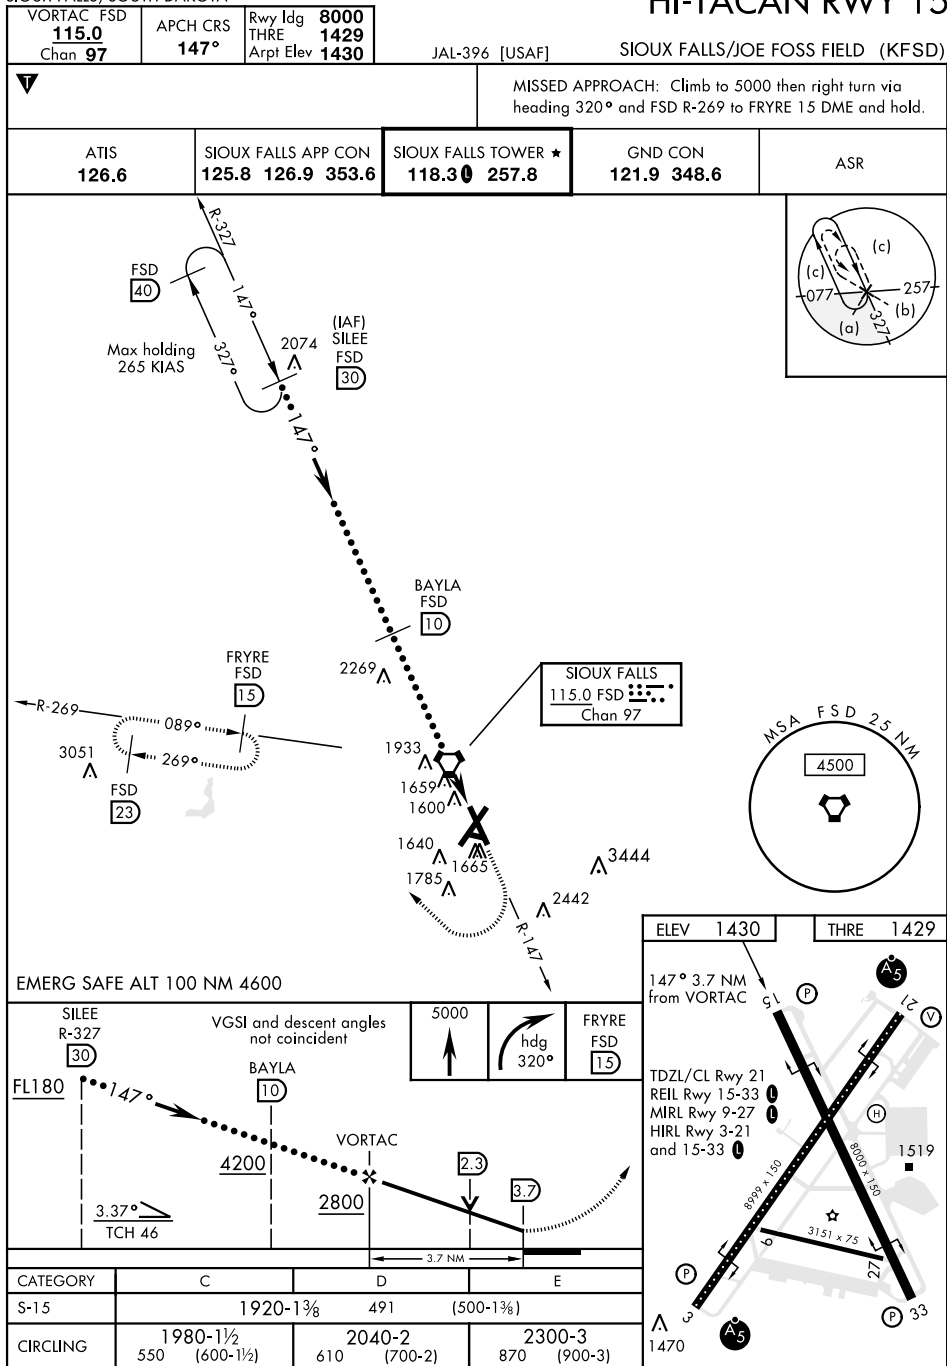 HI-TACAN RWY 15
VORTAC FSD
115.0
Chan 97
APCH CRS
147°
Rwy ldg 8000
THRE 1429
Arpt Elev 1430
JAL-396 [USAF]
SIOUX FALLS/JOE FOSS FIELD (KFSD)
T
MISSED APPROACH: Climb to 5000 then right turn via
heading 320° and FSD R-269 to FRYRE 15 DME and hold.
ATIS
126.6
SIOUX FALLS APP CON
125.8 126.9 353.6
SIOUX FALLS TOWER ★
118.3 L 257.8
GND CON
121.9 348.6
ASR
R-327
FSD
40
147°
327°
Max holding
265 KIAS
2074
(IAF)
SILEE
FSD
30
147°
(c)
(c)
077
257
(b)
(a)
327
BAYLA
FSD
10
2269
FRYRE
FSD
15
R-269
089°
269°
3051
FSD
23
SIOUX FALLS
115.0 FSD
Chan 97
1933
1659
1600
1640
1665
1785
3444
2442
R-147
MSA FSD 25 NM
4500
EMERG SAFE ALT 100 NM 4600
ELEV 1430
THRE 1429
147° 3.7 NM
from VORTAC
15
P
A5
21
V
TDZL/CL Rwy 21
REIL Rwy 15-33 L
MIRL Rwy 9-27 L
HIRL Rwy 3-21
and 15-33 L
H
1519
8999 x 150
8000 x 150
3151 x 75
9
27
P
3
A5
P
33
1470
SILEE
R-327
30
VGSI and descent angles
not coincident
5000
hdg
320°
FRYRE
FSD
15
FL180
147°
BAYLA
10
4200
VORTAC
2800
2.3
3.7
3.37°
TCH 46
3.7 NM
CATEGORY C D E
S-15 1920-1⅜ 491 (500-1⅜)
CIRCLING
1980-1½
550 (600-1½)
2040-2
610 (700-2)
2300-3
870 (900-3)